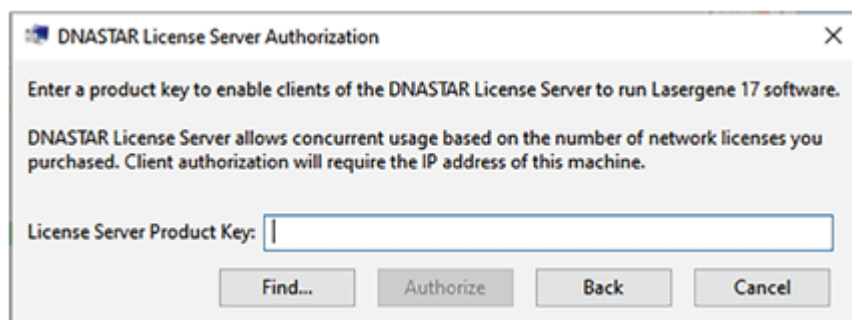 DNASTAR License Server Authorization
Enter a product key to enable clients of the DNASTAR License Server to run Lasergene 17 software.
DNASTAR License Server allows concurrent usage based on the number of network licenses you
purchased. Client authorization will require the IP address of this machine.
License Server Product Key:
Find... Authorize Back Cancel